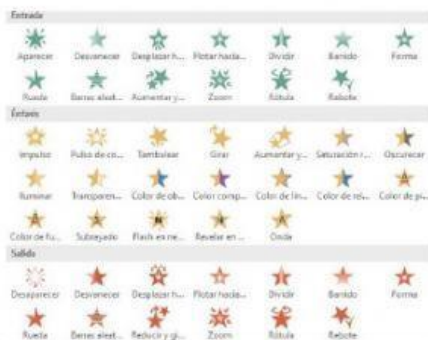 Entrada
Aparecer Desvanecer Desplazar h... Flotar hacia... Dividir Barrido Forma
Rueda Barras aleat... Aumentar y... Zoom Rótula Rebote
Énfasis
Impulso Pulso de co... Tambalear Girar Aumentar y... Saturación r... Oscurecer
Iluminar Transparen... Color de ob... Color comp... Color de lín... Color de rel... Color de pi...
Color de fu... Subrayado Flash en ne... Revelar en ... Onda
Salida
Desaparecer Desvanecer Desplazar h... Flotar hacia... Dividir Barrido Forma
Rueda Barras aleat... Reducir y gi... Zoom Rótula Rebote